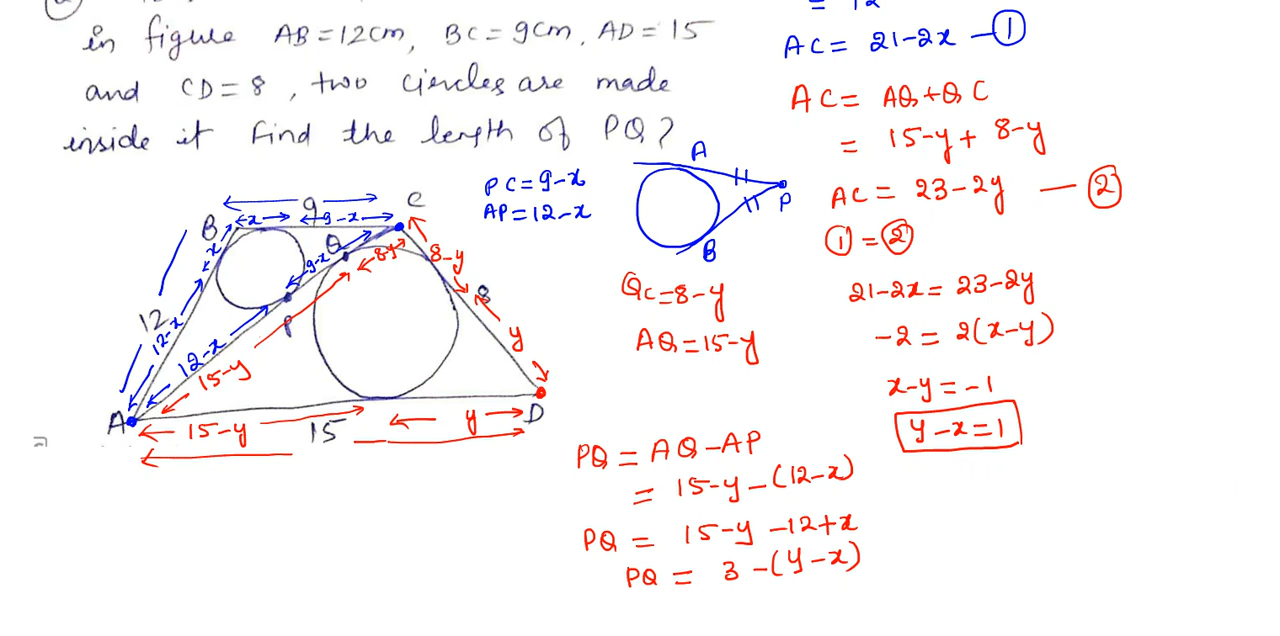 in figure AB=12cm, BC=9cm, AD=15
and CD=8, two circles are made
inside it Find the length of PQ?
PC=9-x
AP=12-x
A
P
B
QC=8-y
AQ=15-y
B
C
9
x
9-x
x
Q
9-x
8-y
8-y
8
12
12-x
P
12-x
15-y
y
A
15-y
15
y
D
= 12
AC= 21-2x —①
AC= AQ+QC
= 15-y+ 8-y
AC= 23-2y —②
①=②
21-2x=23-2y
-2=2(x-y)
x-y=-1
y-x=1
PQ=AQ-AP
=15-y-(12-x)
PQ= 15-y-12+x
PQ= 3-(y-x)